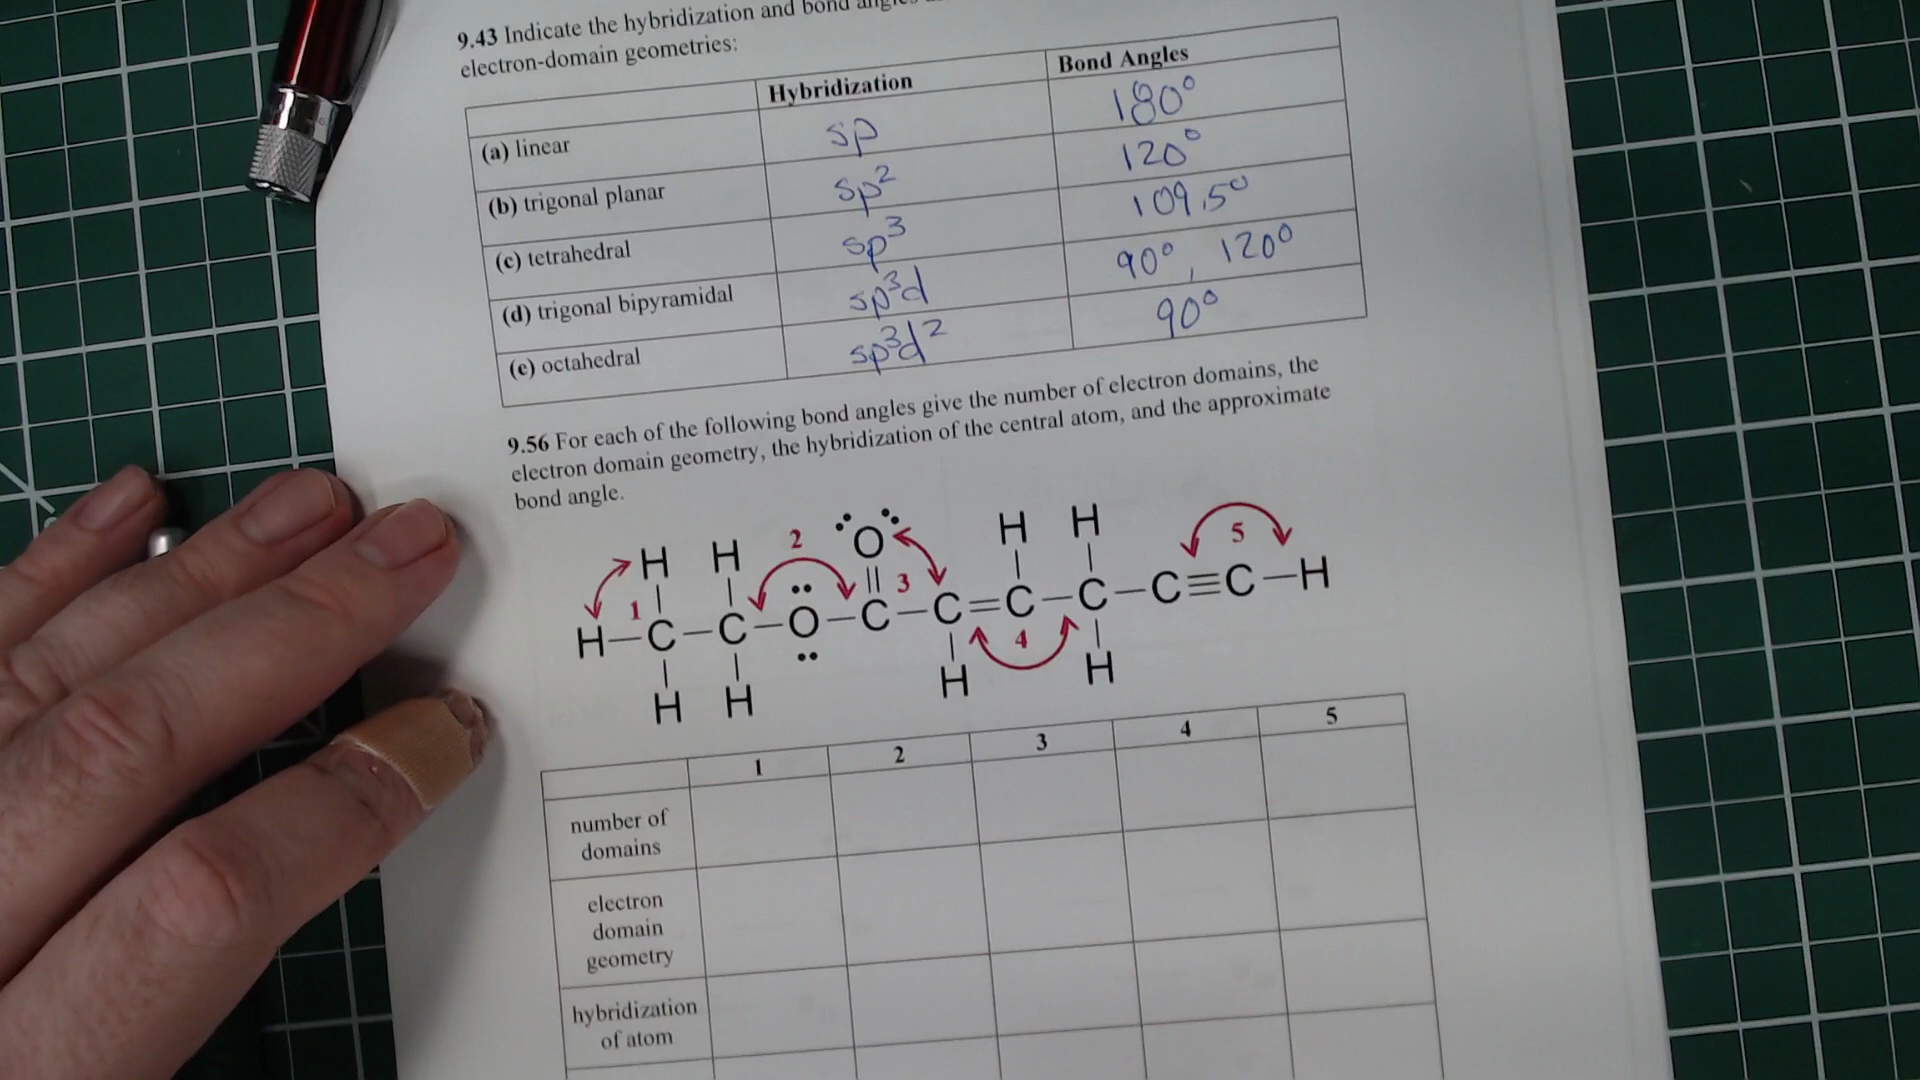 9.43 Indicate the hybridization and bond angles
electron-domain geometries:
Hybridization Bond Angles
(a) linear sp 180°
(b) trigonal planar sp² 120°
(c) tetrahedral sp³ 109.5°
(d) trigonal bipyramidal sp³d 90°, 120°
(e) octahedral sp³d² 90°
9.56 For each of the following bond angles give the number of electron domains, the
electron domain geometry, the hybridization of the central atom, and the approximate
bond angle.
H H 2 O H H 5
1 3
H–C–C–O–C–C=C–C–C≡C–H
4
H H H H
1 2 3 4 5
number of
domains
electron
domain
geometry
hybridization
of atom